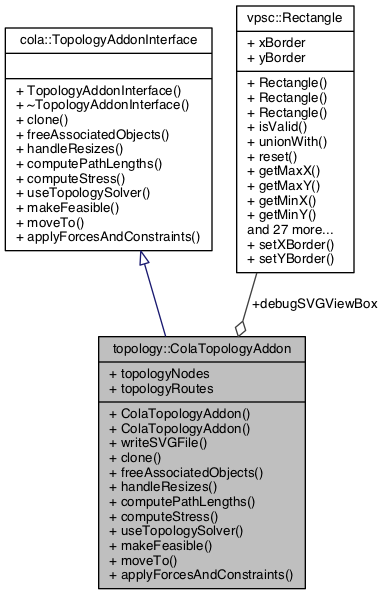 cola::TopologyAddonInterface
+ TopologyAddonInterface()
+ ~TopologyAddonInterface()
+ clone()
+ freeAssociatedObjects()
+ handleResizes()
+ computePathLengths()
+ computeStress()
+ useTopologySolver()
+ makeFeasible()
+ moveTo()
+ applyForcesAndConstraints()
vpsc::Rectangle
+ xBorder
+ yBorder
+ Rectangle()
+ Rectangle()
+ Rectangle()
+ isValid()
+ unionWith()
+ reset()
+ getMaxX()
+ getMaxY()
+ getMinX()
+ getMinY()
and 27 more...
+ setXBorder()
+ setYBorder()
+debugSVGViewBox
topology::ColaTopologyAddon
+ topologyNodes
+ topologyRoutes
+ ColaTopologyAddon()
+ ColaTopologyAddon()
+ writeSVGFile()
+ clone()
+ freeAssociatedObjects()
+ handleResizes()
+ computePathLengths()
+ computeStress()
+ useTopologySolver()
+ makeFeasible()
+ moveTo()
+ applyForcesAndConstraints()